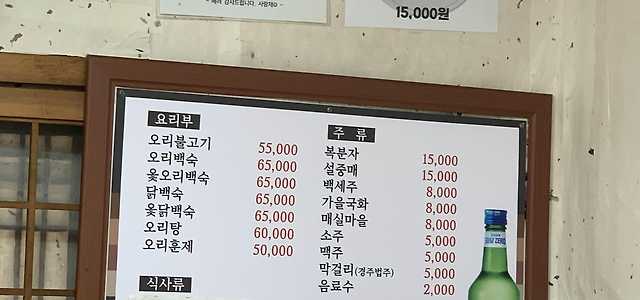 감사드립니다.
15,000원
요리부
오리불고기 55,000
오리백숙 65,000
옻오리백숙 65,000
닭백숙 65,000
옻닭백숙 65,000
오리탕 60,000
오리훈제 50,000
식사류
주 류
복분자 15,000
설중매 15,000
백세주 8,000
가을국화 8,000
매실마을 8,000
소주 5,000
맥주 5,000
막걸리(경주법주) 5,000
음료수 2,000